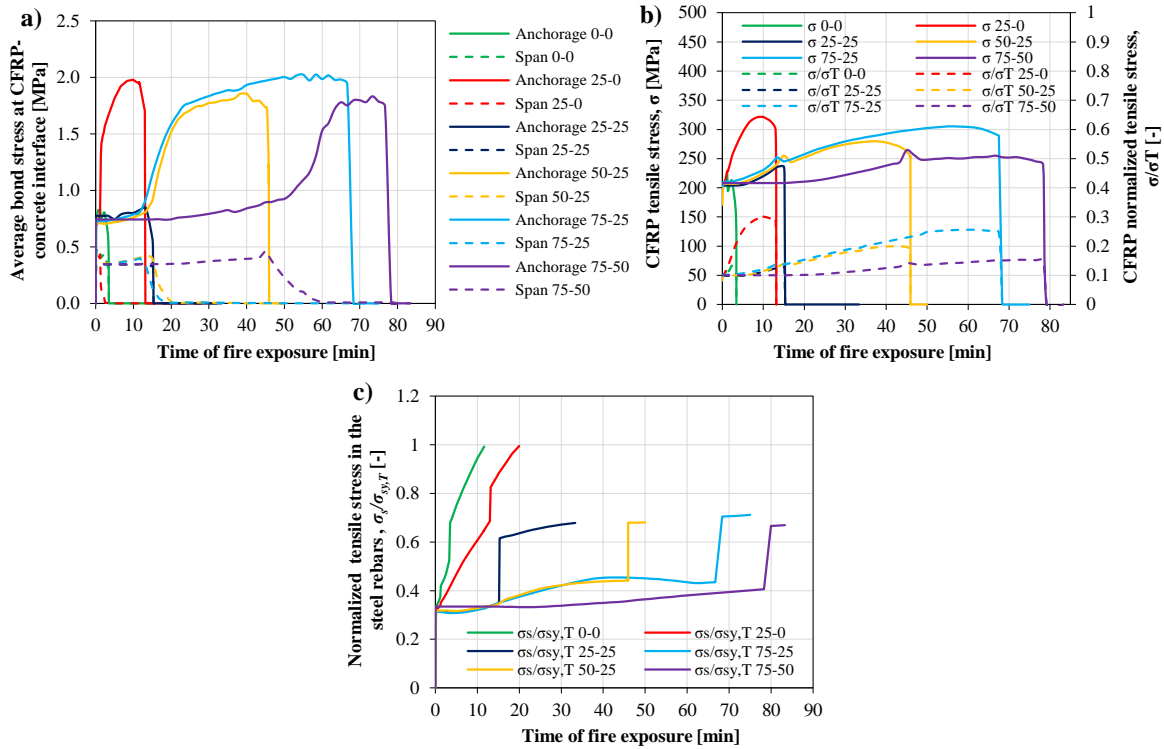 a)
Average bond stress at CFRP-
concrete interface [MPa]
2.5
2.0
1.5
1.0
0.5
0.0
0 10 20 30 40 50 60 70 80 90
Time of fire exposure [min]
Anchorage 0-0
Span 0-0
Anchorage 25-0
Span 25-0
Anchorage 25-25
Span 25-25
Anchorage 50-25
Span 50-25
Anchorage 75-25
Span 75-25
Anchorage 75-50
Span 75-50
b)
CFRP tensile stress, σ [MPa]
500
450
400
350
300
250
200
150
100
50
0
σ 0-0 σ 25-0
σ 25-25 σ 50-25
σ 75-25 σ 75-50
σ/σT 0-0 σ/σT 25-0
σ/σT 25-25 σ/σT 50-25
σ/σT 75-25 σ/σT 75-50
1
0.9
0.8
0.7
0.6
0.5
0.4
0.3
0.2
0.1
0
CFRP normalized tensile stress,
σ/σT [-]
0 10 20 30 40 50 60 70 80
Time of fire exposure [min]
c)
Normalized tensile stress in the
steel rebars , σs/σsy,T [-]
1.2
1
0.8
0.6
0.4
0.2
0
σs/σsy,T 0-0 σs/σsy,T 25-0
σs/σsy,T 25-25 σs/σsy,T 75-25
σs/σsy,T 50-25 σs/σsy,T 75-50
0 10 20 30 40 50 60 70 80 90
Time of fire exposure [min]